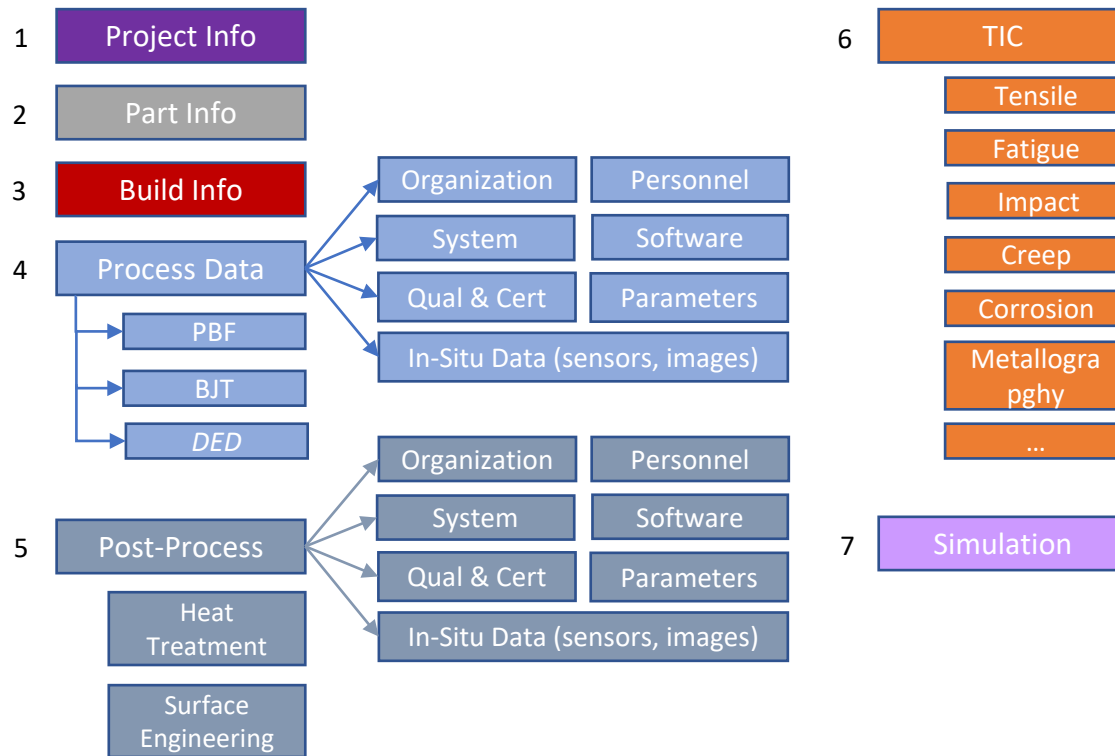 1
Project Info
2
Part Info
3
Build Info
4
Process Data
PBF
BJT
DED
Organization
Personnel
System
Software
Qual & Cert
Parameters
In-Situ Data (sensors, images)
5
Post-Process
Heat
Treatment
Surface
Engineering
Organization
Personnel
System
Software
Qual & Cert
Parameters
In-Situ Data (sensors, images)
6
TIC
Tensile
Fatigue
Impact
Creep
Corrosion
Metallogra
pghy
...
7
Simulation